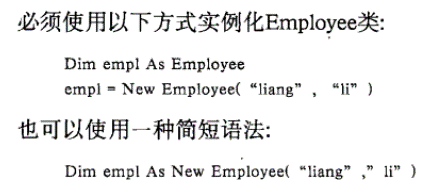 必须使用以下方式实例化Employee类:
Dim empl As Employee
empl = New Employee( “liang” , “li” )
也可以使用一种简短语法:
Dim empl As New Employee( “liang” ,” li” )